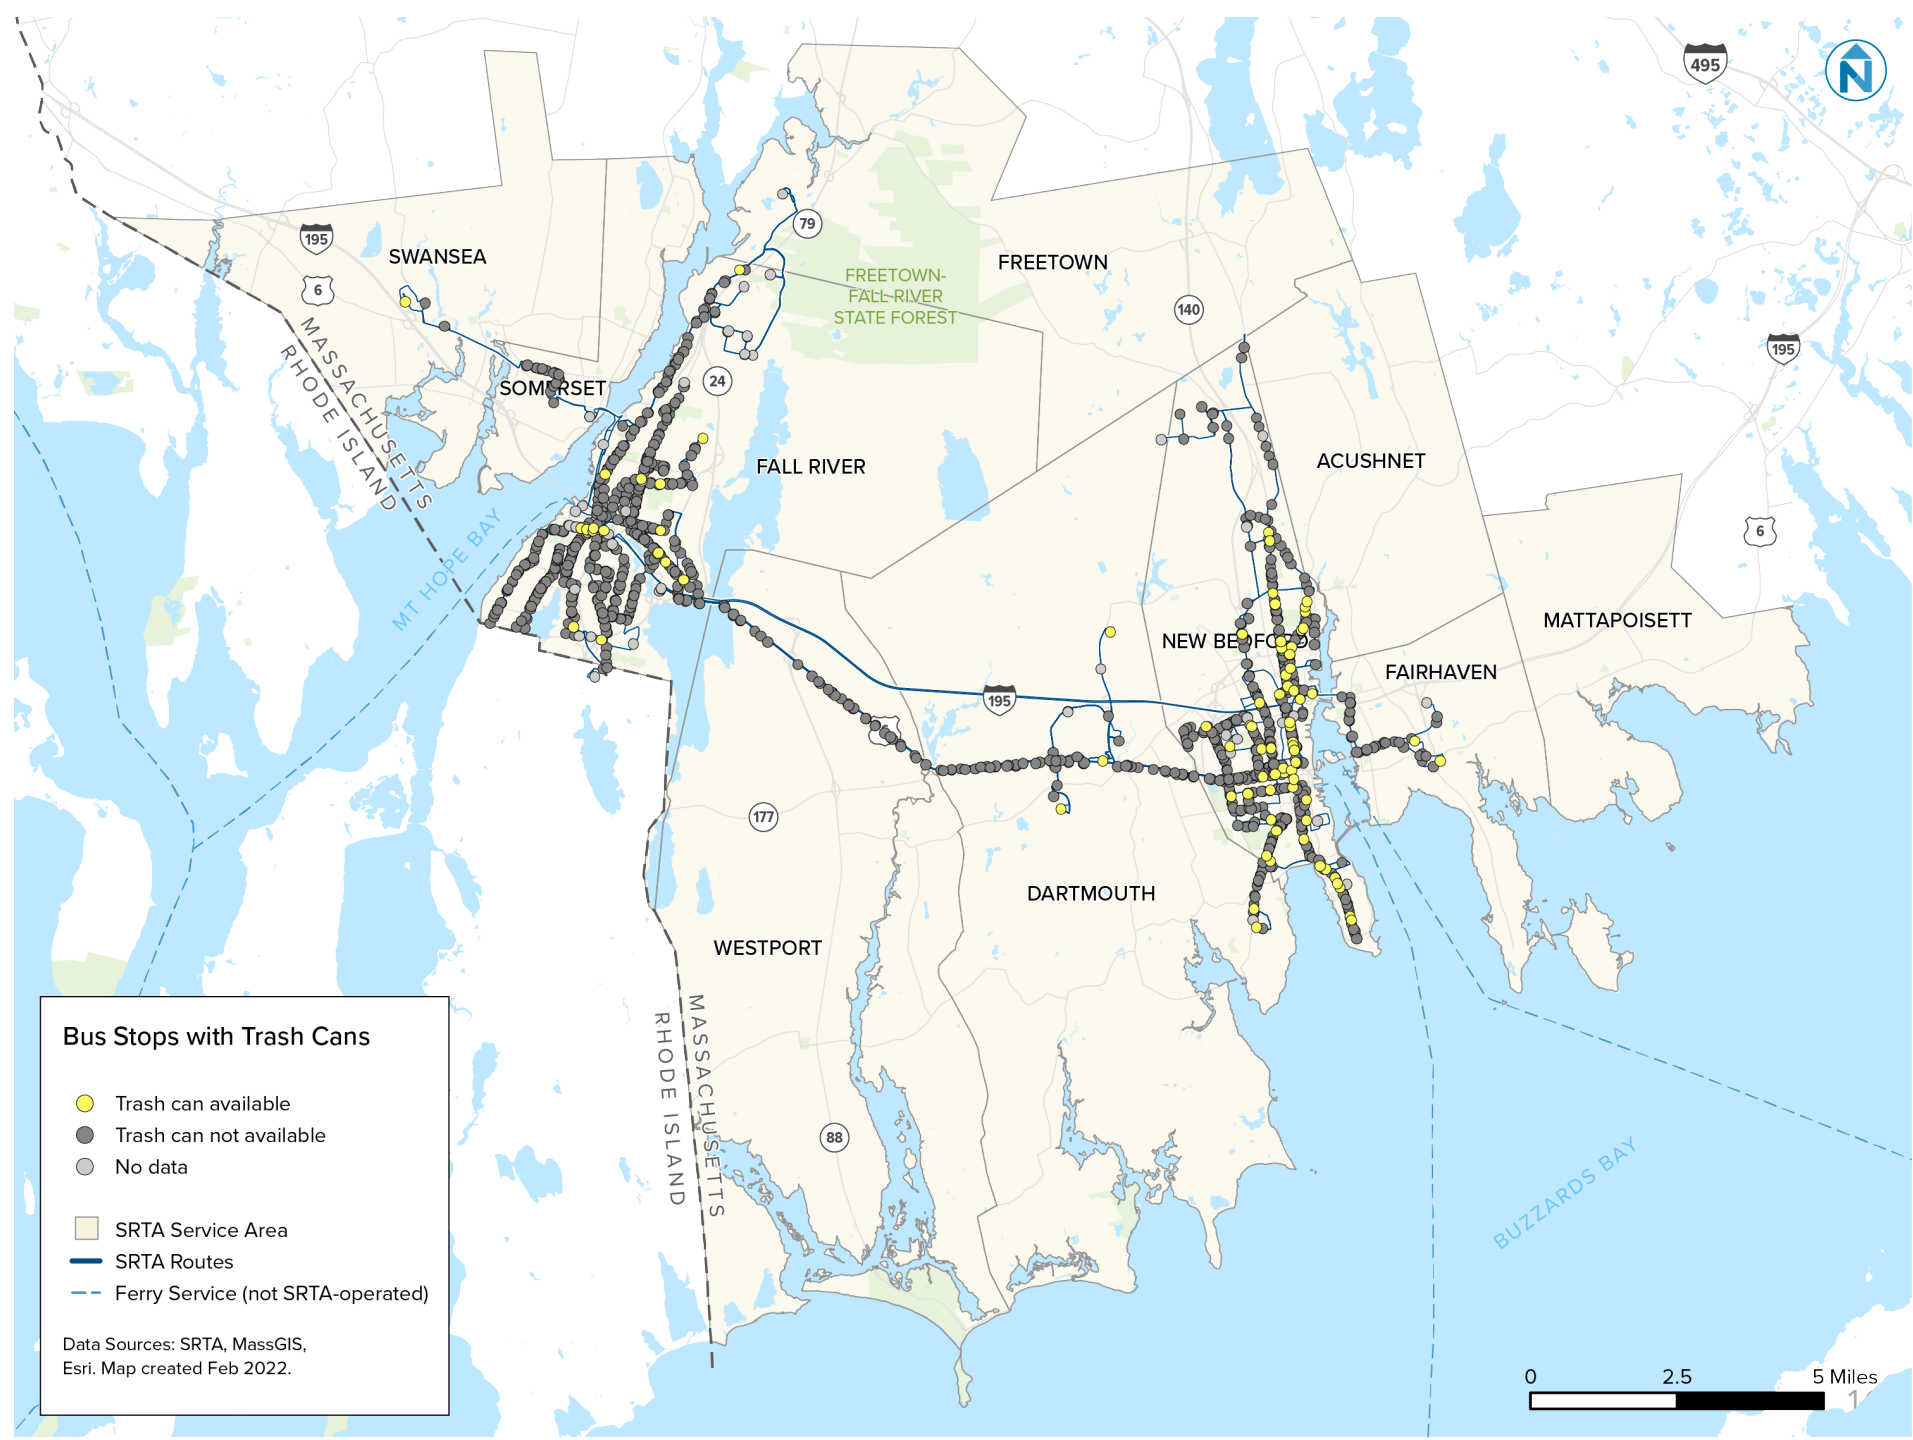 495
N
79
195
SWANSEA
6
FREETOWN-
FALL RIVER
STATE FOREST
FREETOWN
140
MASSACHUSETTS
RHODE ISLAND
195
SOMERSET
24
FALL RIVER
ACUSHNET
6
MT HOPE BAY
MATTAPOISETT
NEW BEDFORD
FAIRHAVEN
195
177
DARTMOUTH
WESTPORT
MASSACHUSETTS
RHODE ISLAND
88
BUZZARDS BAY
Bus Stops with Trash Cans
Trash can available
Trash can not available
No data
SRTA Service Area
SRTA Routes
Ferry Service (not SRTA-operated)
Data Sources: SRTA, MassGIS,
Esri. Map created Feb 2022.
0 2.5 5 Miles